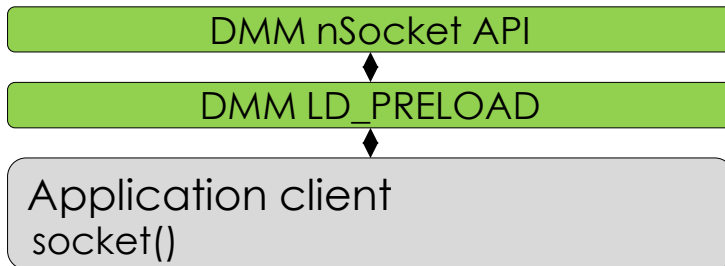 DMM nSocket API
DMM LD_PRELOAD
Application client
socket()